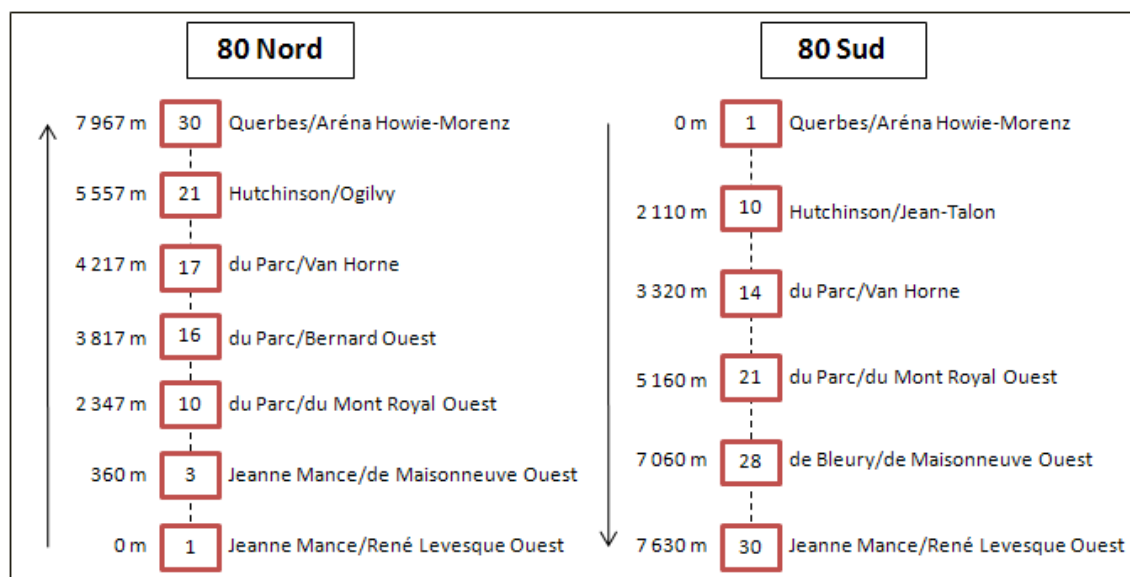 80 Nord
7 967 m 30 Querbes/Aréna Howie-Morenz
5 557 m 21 Hutchinson/Ogilvy
4 217 m 17 du Parc/Van Horne
3 817 m 16 du Parc/Bernard Ouest
2 347 m 10 du Parc/du Mont Royal Ouest
360 m 3 Jeanne Mance/de Maisonneuve Ouest
0 m 1 Jeanne Mance/René Levesque Ouest
80 Sud
0 m 1 Querbes/Aréna Howie-Morenz
2 110 m 10 Hutchinson/Jean-Talon
3 320 m 14 du Parc/Van Horne
5 160 m 21 du Parc/du Mont Royal Ouest
7 060 m 28 de Bleury/de Maisonneuve Ouest
7 630 m 30 Jeanne Mance/René Levesque Ouest